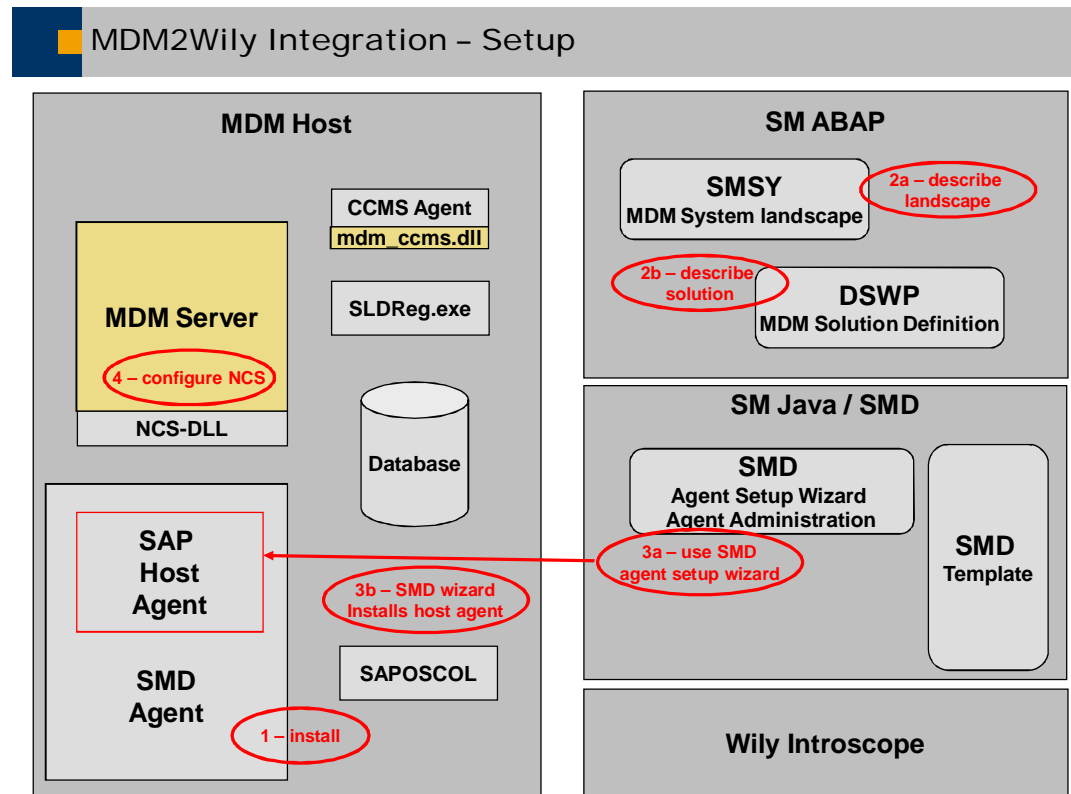 MDM2Wily Integration – Setup
MDM Host
CCMS Agent
mdm_ccms.dll
MDM Server
SLDReg.exe
4 – configure NCS
NCS-DLL
Database
SAP
Host
Agent
3b – SMD wizard
Installs host agent
SMD
Agent
SAPOSCOL
1 – install
SM ABAP
SMSY
MDM System landscape
2a – describe
landscape
2b – describe
solution
DSWP
MDM Solution Definition
SM Java / SMD
SMD
Agent Setup Wizard
Agent Administration
3a – use SMD
agent setup wizard
SMD
Template
Wily Introscope